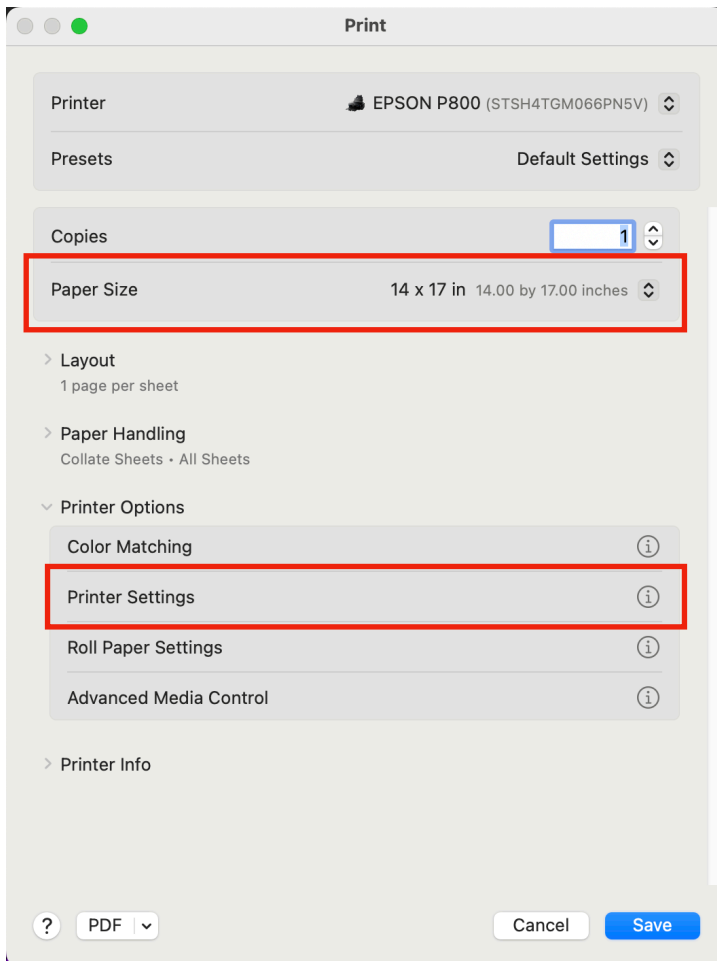 Print
Printer EPSON P800 (STSH4TGM066PN5V)
Presets Default Settings
Copies 1
Paper Size 14 x 17 in 14.00 by 17.00 inches
Layout
1 page per sheet
Paper Handling
Collate Sheets • All Sheets
Printer Options
Color Matching
Printer Settings
Roll Paper Settings
Advanced Media Control
Printer Info
? PDF Cancel Save